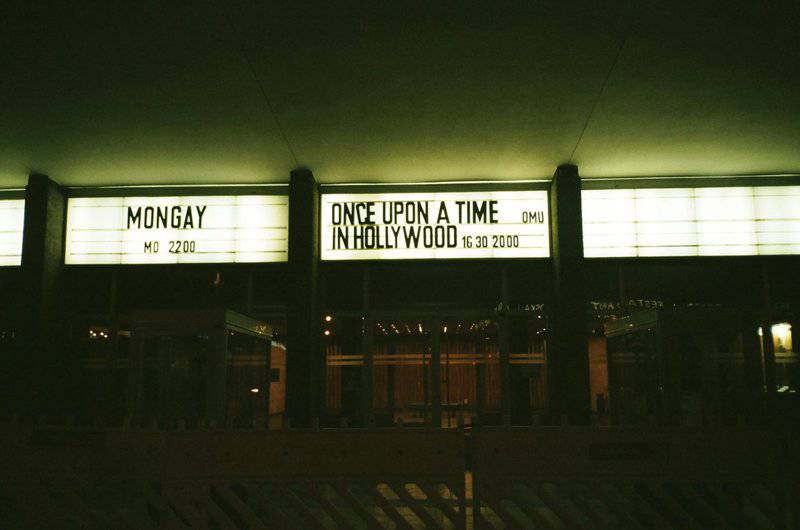 MONGAY
MO 2200
ONCE UPON A TIME OMU
IN HOLLYWOOD 16 30 2000